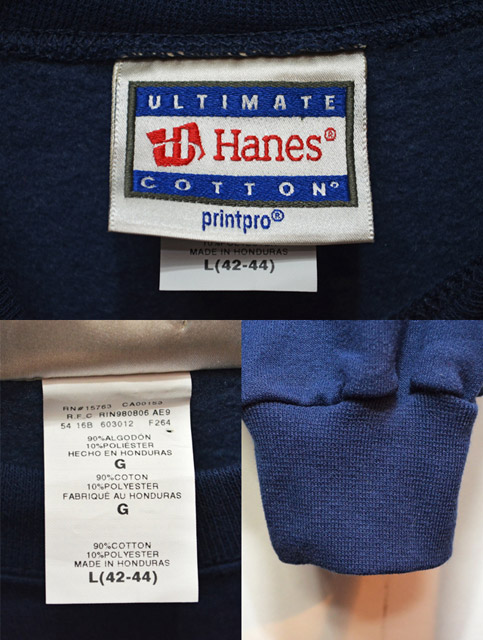 ULTIMATE
Hanes®
COTTON®
printpro®
MADE IN HONDURAS
L(42-44)
RN#15763 CA00153
R.F.C RIN980806 AE9
54 16B 603012 F264
90%ALGODÓN
10%POLIÉSTER
HECHO EN HONDURAS
G
90%COTON
10%POLYESTER
FABRIQUÉ AU HONDURAS
G
90%COTTON
10%POLYESTER
MADE IN HONDURAS
L(42-44)